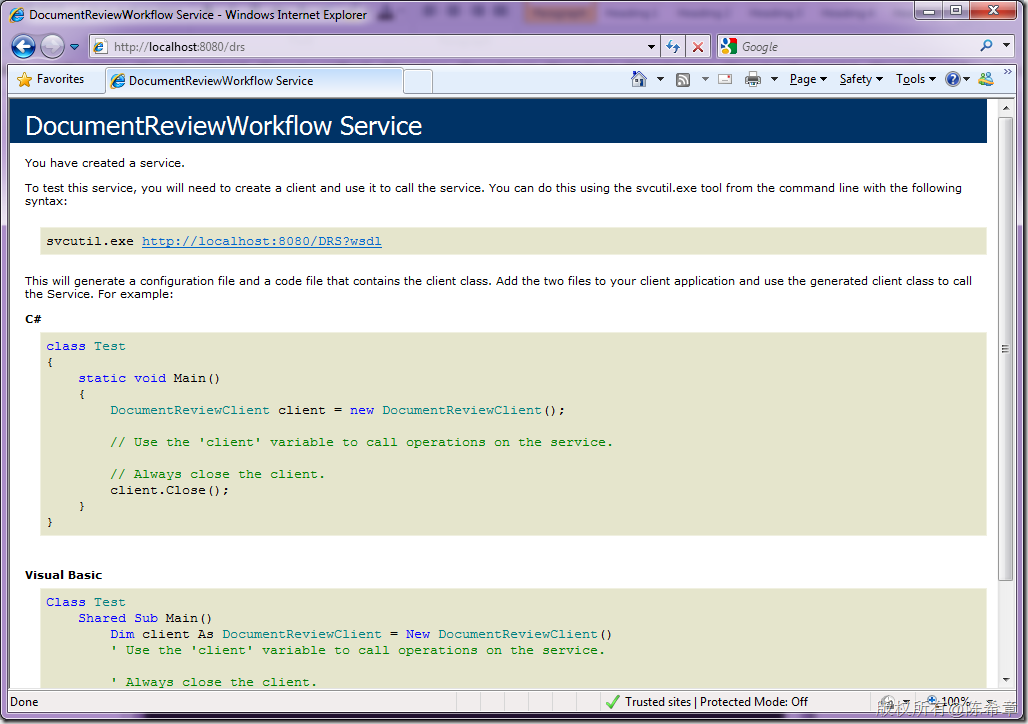 DocumentReviewWorkflow Service - Windows Internet Explorer
http://localhost:8080/drs
Google
Favorites
DocumentReviewWorkflow Service
Page
Safety
Tools
DocumentReviewWorkflow Service
You have created a service.
To test this service, you will need to create a client and use it to call the service. You can do this using the svcutil.exe tool from the command line with the following
syntax:
svcutil.exe http://localhost:8080/DRS?wsdl
This will generate a configuration file and a code file that contains the client class. Add the two files to your client application and use the generated client class to call
the Service. For example:
C#
class Test
{
static void Main()
{
DocumentReviewClient client = new DocumentReviewClient();
// Use the 'client' variable to call operations on the service.
// Always close the client.
client.Close();
}
}
Visual Basic
Class Test
Shared Sub Main()
Dim client As DocumentReviewClient = New DocumentReviewClient()
' Use the 'client' variable to call operations on the service.
' Always close the client.
Done
Trusted sites | Protected Mode: Off
100%
版权所有@陈希章